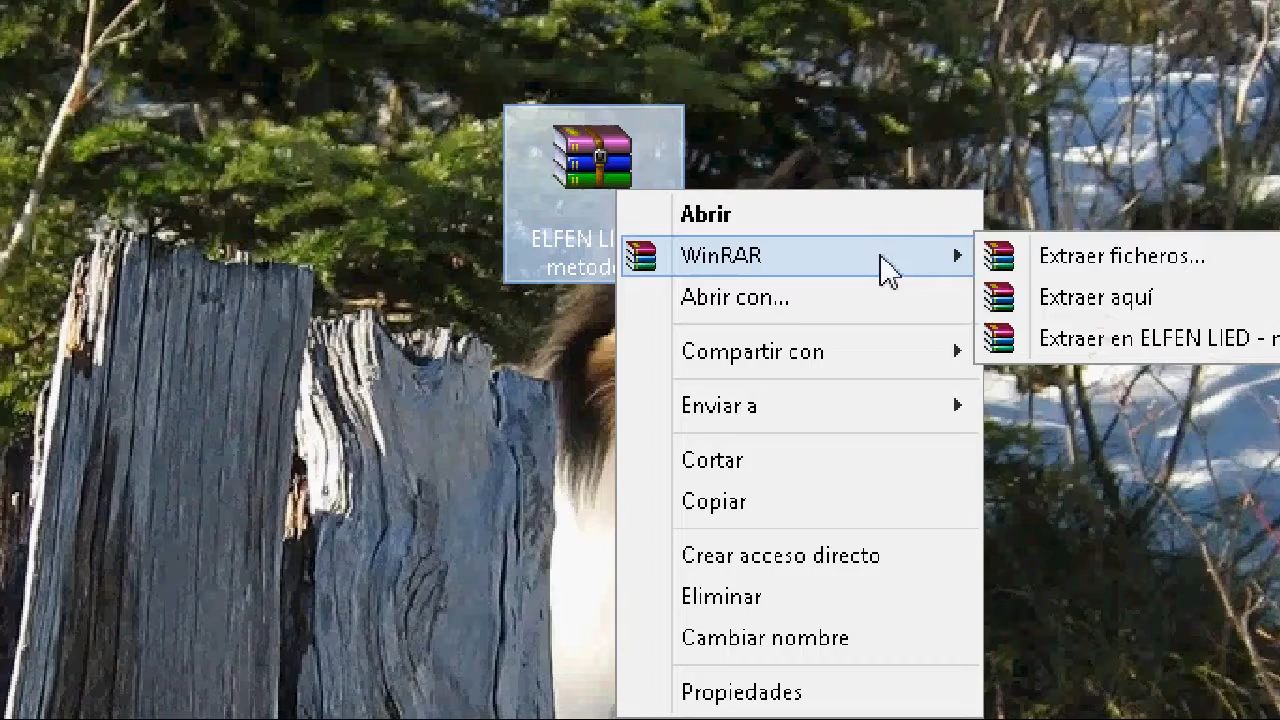 ELFEN LI
metod
Abrir
WinRAR
Abrir con...
Compartir con
Enviar a
Cortar
Copiar
Crear acceso directo
Eliminar
Cambiar nombre
Propiedades
Extraer ficheros...
Extraer aquí
Extraer en ELFEN LIED -